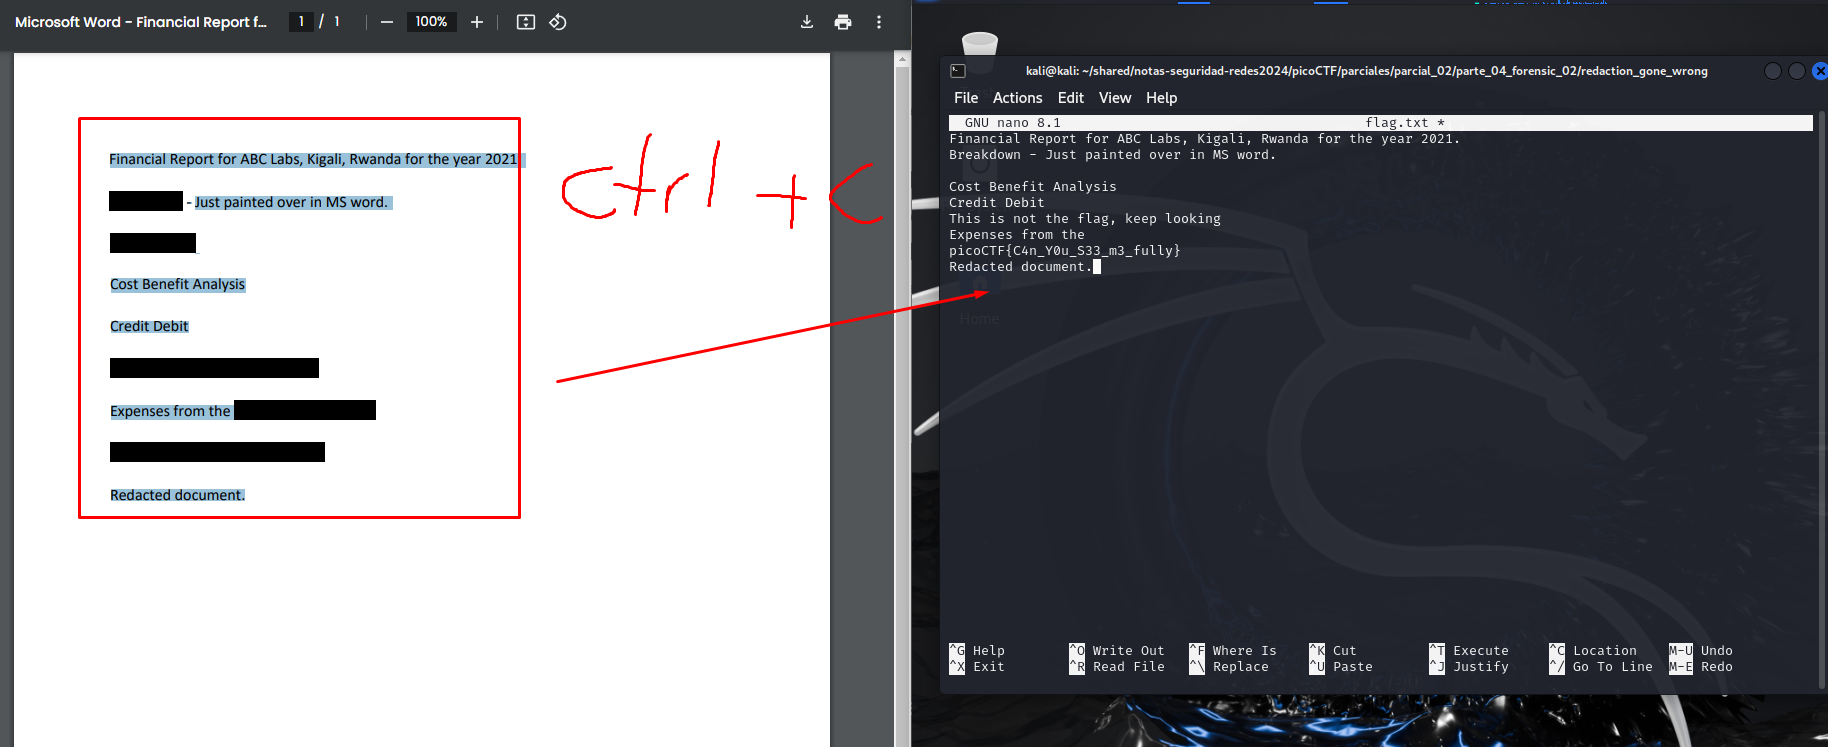 Microsoft Word - Financial Report f...
1 / 1
100%
Financial Report for ABC Labs, Kigali, Rwanda for the year 2021
- Just painted over in MS word.
Cost Benefit Analysis
Credit Debit
Expenses from the
Redacted document.
Ctrl + C
kali@kali: ~/shared/notas-seguridad-redes2024/picoCTF/parciales/parcial_02/parte_04_forensic_02/redaction_gone_wrong
File Actions Edit View Help
GNU nano 8.1 flag.txt *
Financial Report for ABC Labs, Kigali, Rwanda for the year 2021.
Breakdown - Just painted over in MS word.
Cost Benefit Analysis
Credit Debit
This is not the flag, keep looking
Expenses from the
picoCTF{C4n_Y0u_S33_m3_fully}
Redacted document.
Home
^G Help ^O Write Out ^F Where Is ^K Cut ^T Execute ^C Location M-U Undo
^X Exit ^R Read File ^\ Replace ^U Paste ^J Justify ^/ Go To Line M-E Redo